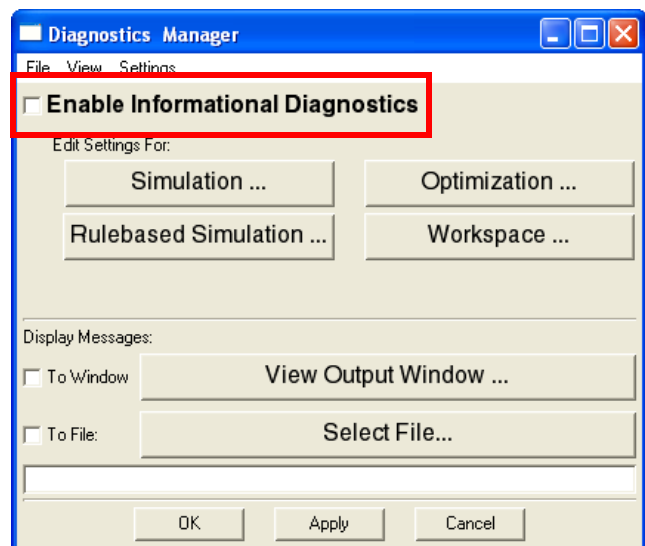 Diagnostics Manager
File View Settings
Enable Informational Diagnostics
Edit Settings For:
Simulation ... Optimization ...
Rulebased Simulation ... Workspace ...
Display Messages:
To Window View Output Window ...
To File: Select File...
OK Apply Cancel